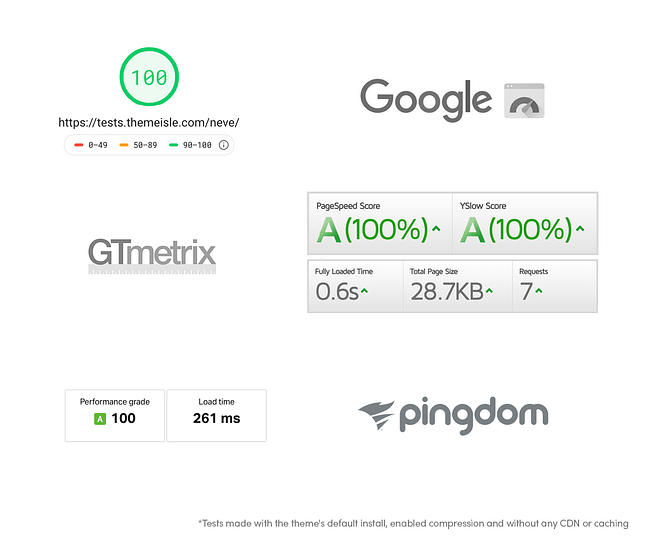 100
Google
https://tests.themeisle.com/neve/
0–49 50–89 90–100
PageSpeed Score YSlow Score
A (100%) A (100%)
GTmetrix
Fully Loaded Time Total Page Size Requests
0.6s 28.7KB 7
Performance grade Load time
A 100 261 ms
pingdom
*Tests made with the theme's default install, enabled compression and without any CDN or caching